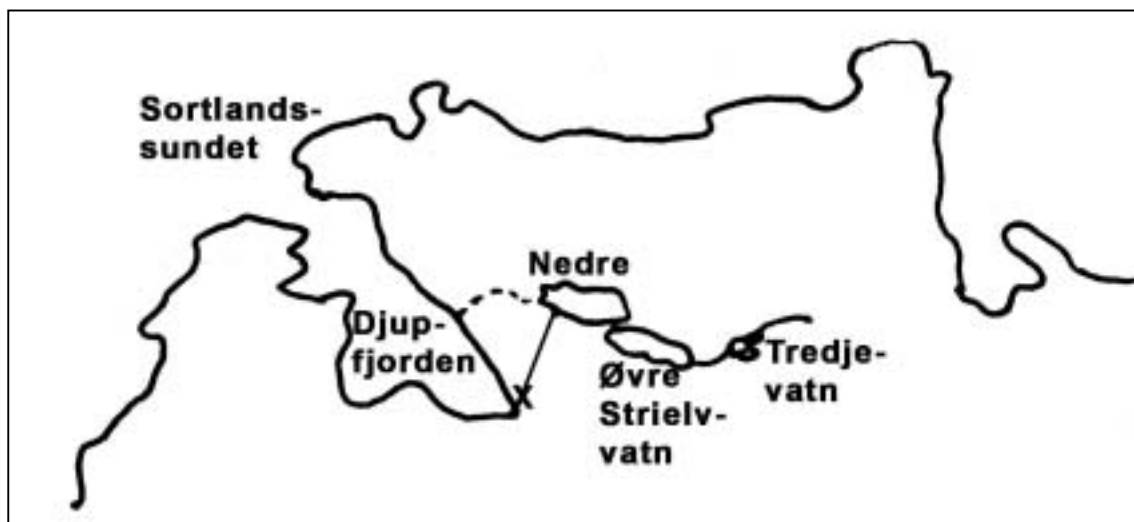 Sortlands-
sundet
Nedre
Djup-
fjorden
X
Øvre
Strielv-
vatn
Tredje-
vatn